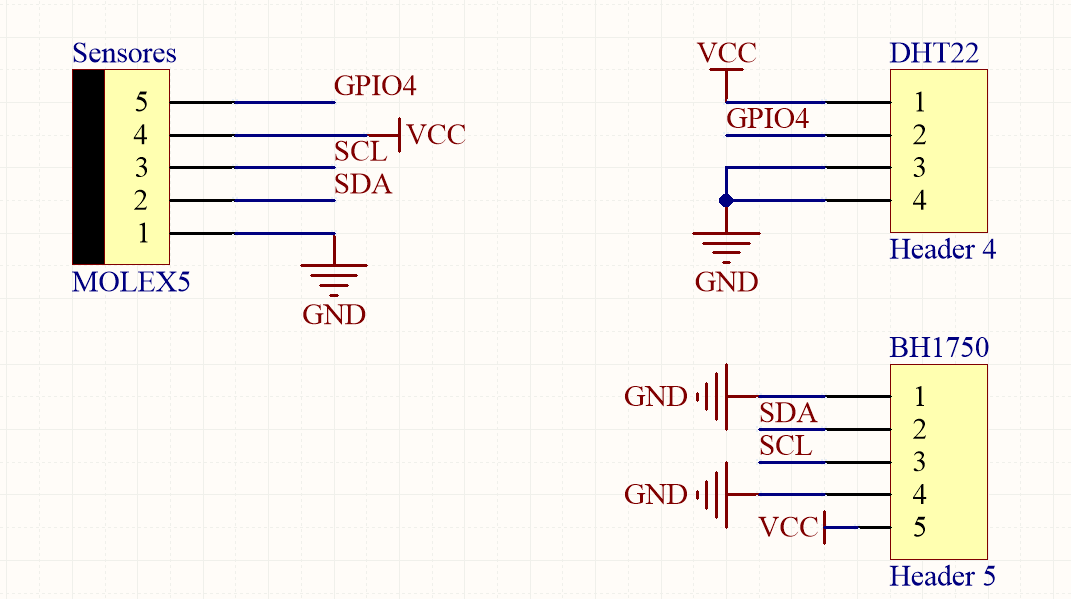 Sensores
5
GPIO4
4
VCC
3
SCL
2
SDA
1
MOLEX5
GND
VCC
DHT22
1
GPIO4
2
3
4
Header 4
GND
BH1750
GND
1
SDA
2
SCL
3
GND
4
VCC
5
Header 5